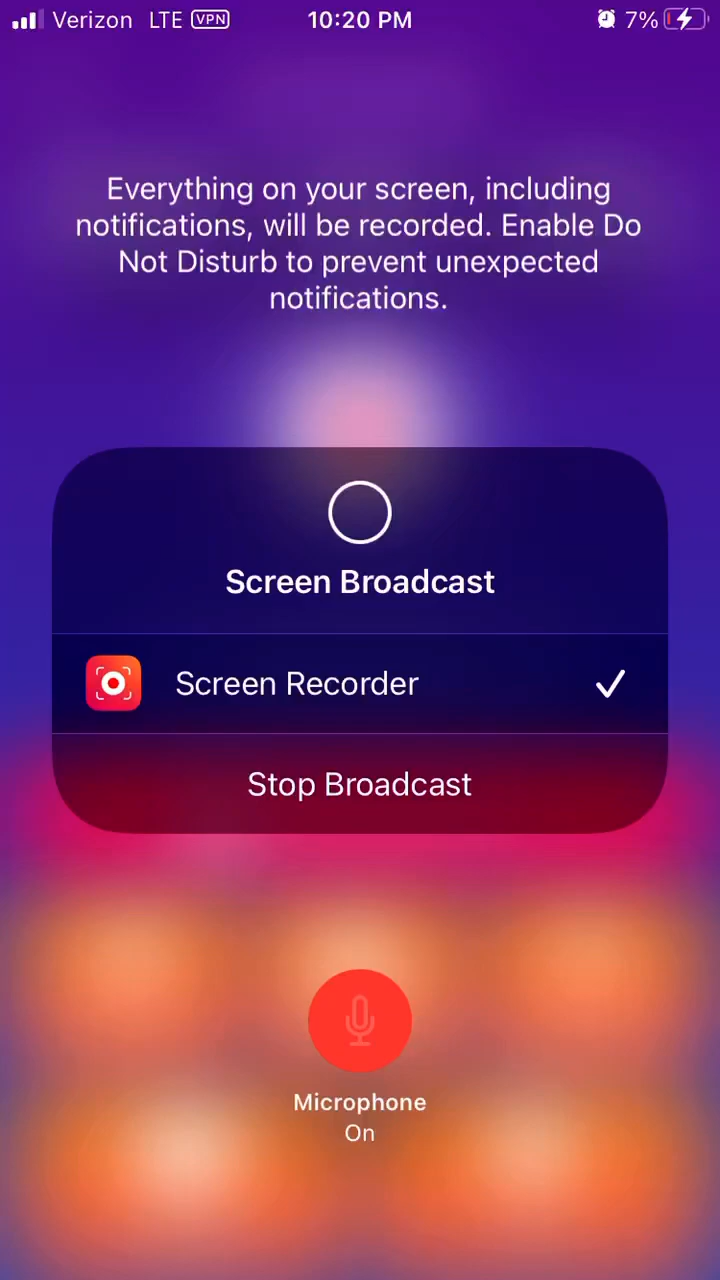 Verizon LTE VPN 10:20 PM 7%
Everything on your screen, including
notifications, will be recorded. Enable Do
Not Disturb to prevent unexpected
notifications.
Screen Broadcast
Screen Recorder
Stop Broadcast
Microphone
On